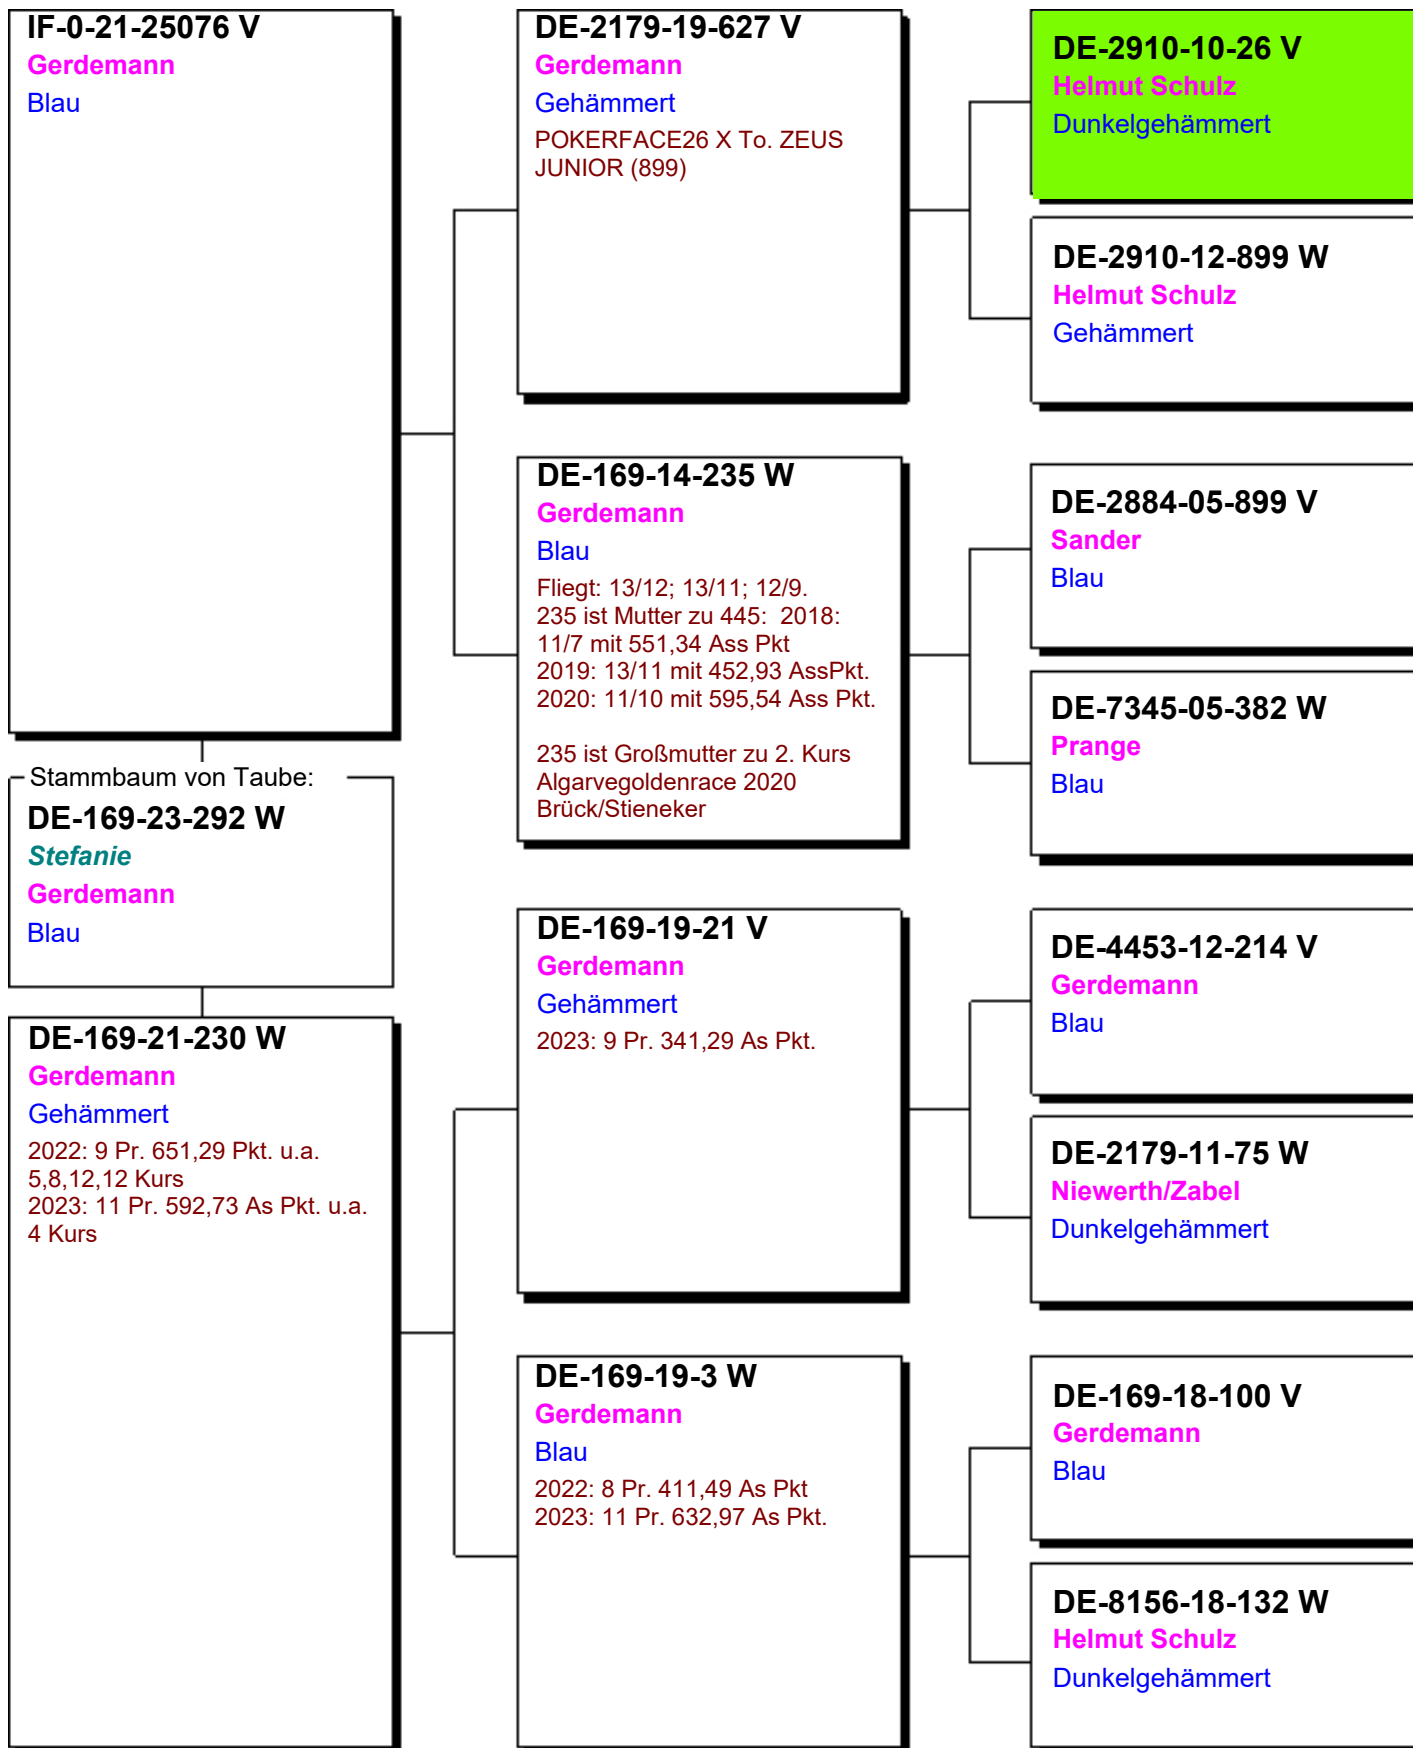 IF-0-21-25076 V
Gerdemann
Blau
Stammbaum von Taube:
DE-169-23-292 W
Stefanie
Gerdemann
Blau
DE-169-21-230 W
Gerdemann
Gehämmert
2022: 9 Pr. 651,29 Pkt. u.a.
5,8,12,12 Kurs
2023: 11 Pr. 592,73 As Pkt. u.a.
4 Kurs
DE-2179-19-627 V
Gerdemann
Gehämmert
POKERFACE26 X To. ZEUS
JUNIOR (899)
DE-169-14-235 W
Gerdemann
Blau
Fliegt: 13/12; 13/11; 12/9.
235 ist Mutter zu 445:  2018:
11/7 mit 551,34 Ass Pkt
2019: 13/11 mit 452,93 AssPkt.
2020: 11/10 mit 595,54 Ass Pkt.
235 ist Großmutter zu 2. Kurs
Algarvegoldenrace 2020
Brück/Stieneker
DE-169-19-21 V
Gerdemann
Gehämmert
2023: 9 Pr. 341,29 As Pkt.
DE-169-19-3 W
Gerdemann
Blau
2022: 8 Pr. 411,49 As Pkt
2023: 11 Pr. 632,97 As Pkt.
DE-2910-10-26 V
Helmut Schulz
Dunkelgehämmert
DE-2910-12-899 W
Helmut Schulz
Gehämmert
DE-2884-05-899 V
Sander
Blau
DE-7345-05-382 W
Prange
Blau
DE-4453-12-214 V
Gerdemann
Blau
DE-2179-11-75 W
Niewerth/Zabel
Dunkelgehämmert
DE-169-18-100 V
Gerdemann
Blau
DE-8156-18-132 W
Helmut Schulz
Dunkelgehämmert